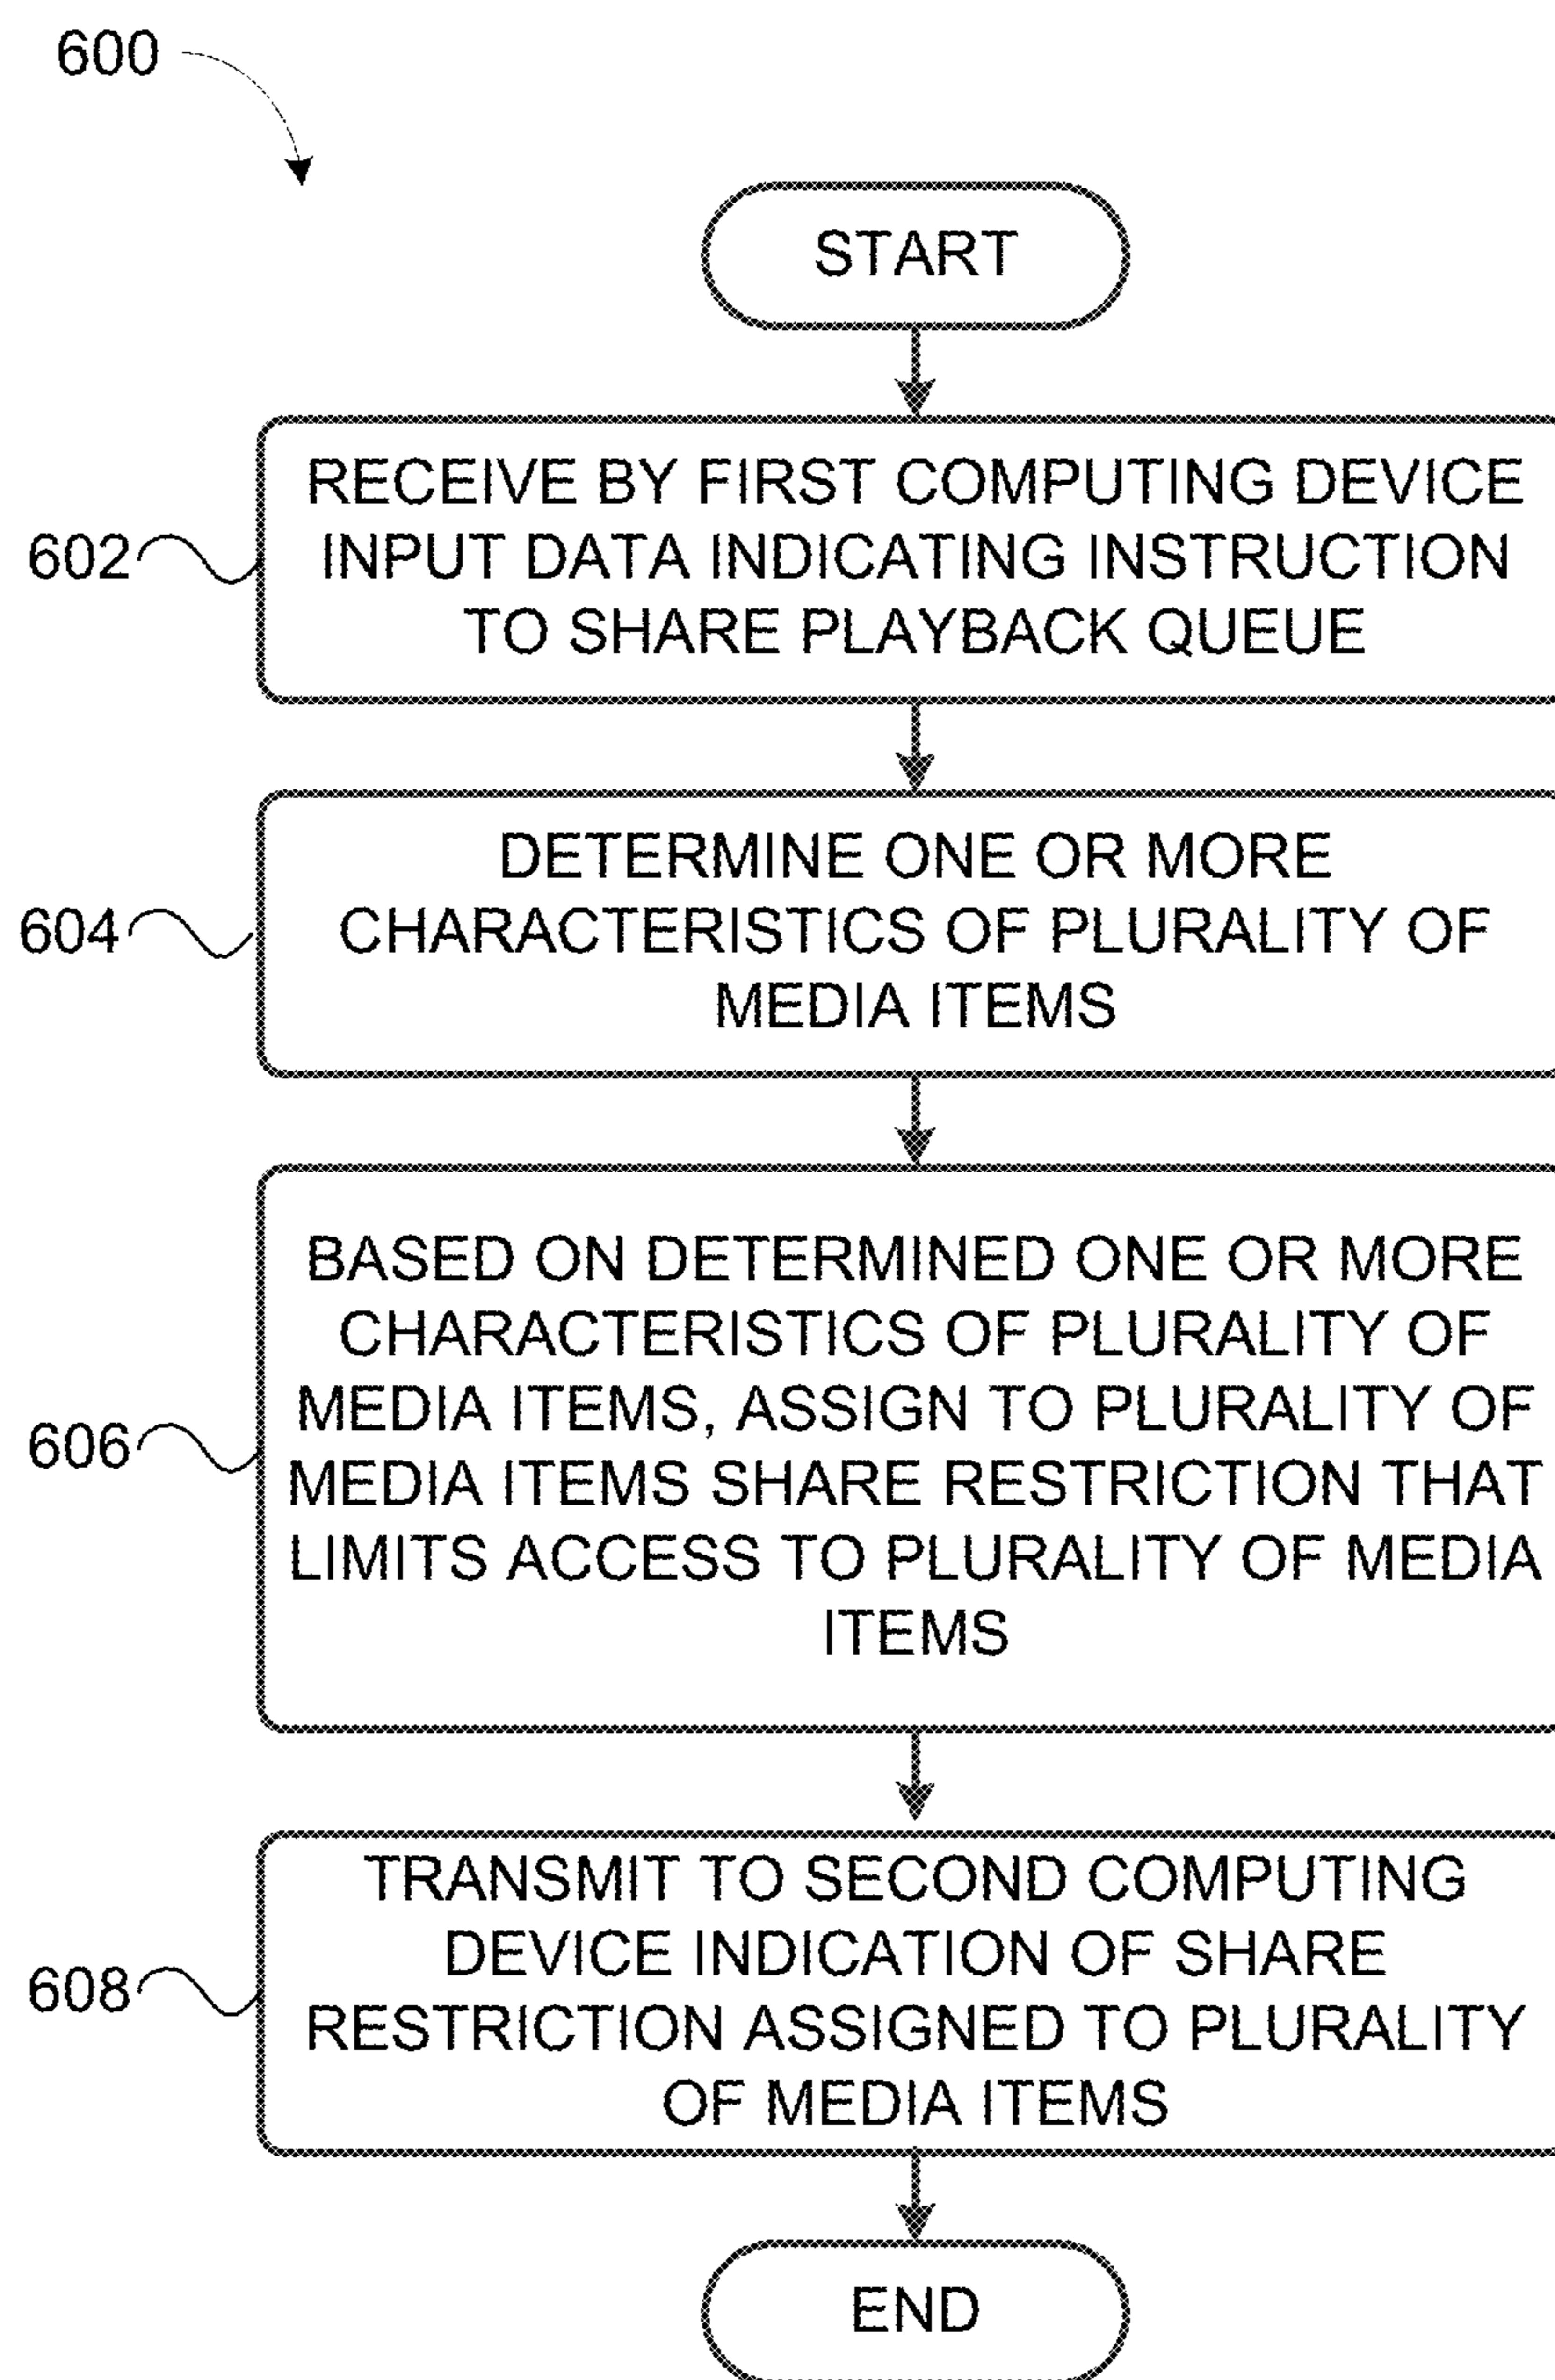 600
START
602
RECEIVE BY FIRST COMPUTING DEVICE
INPUT DATA INDICATING INSTRUCTION
TO SHARE PLAYBACK QUEUE
604
DETERMINE ONE OR MORE
CHARACTERISTICS OF PLURALITY OF
MEDIA ITEMS
606
BASED ON DETERMINED ONE OR MORE
CHARACTERISTICS OF PLURALITY OF
MEDIA ITEMS, ASSIGN TO PLURALITY OF
MEDIA ITEMS SHARE RESTRICTION THAT
LIMITS ACCESS TO PLURALITY OF MEDIA
ITEMS
608
TRANSMIT TO SECOND COMPUTING
DEVICE INDICATION OF SHARE
RESTRICTION ASSIGNED TO PLURALITY
OF MEDIA ITEMS
END